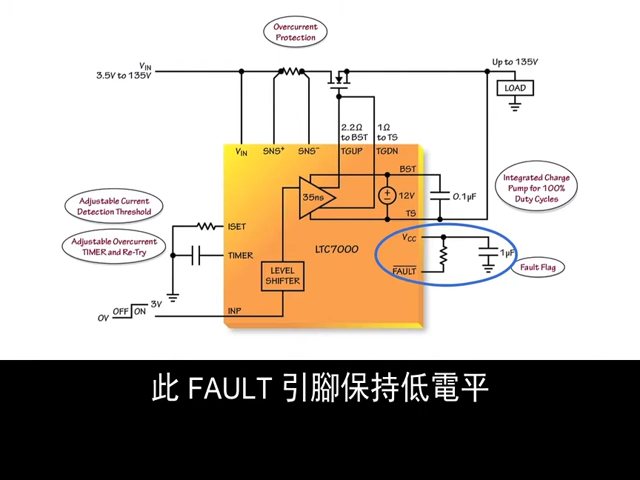 Overcurrent
Protection
VIN
3.5V to 135V
Up to 135V
LOAD
2.2Ω
to BST
1Ω
to TS
VIN
SNS+
SNS−
TGUP
TGDN
BST
35ns
12V
0.1µF
TS
Integrated Charge
Pump for 100%
Duty Cycles
Adjustable Current
Detection Threshold
Adjustable Overcurrent
TIMER and Re-Try
ISET
TIMER
LTC7000
VCC
1µF
FAULT
Fault Flag
LEVEL
SHIFTER
INP
0V
OFF
ON
3V
此 FAULT 引腳保持低電平